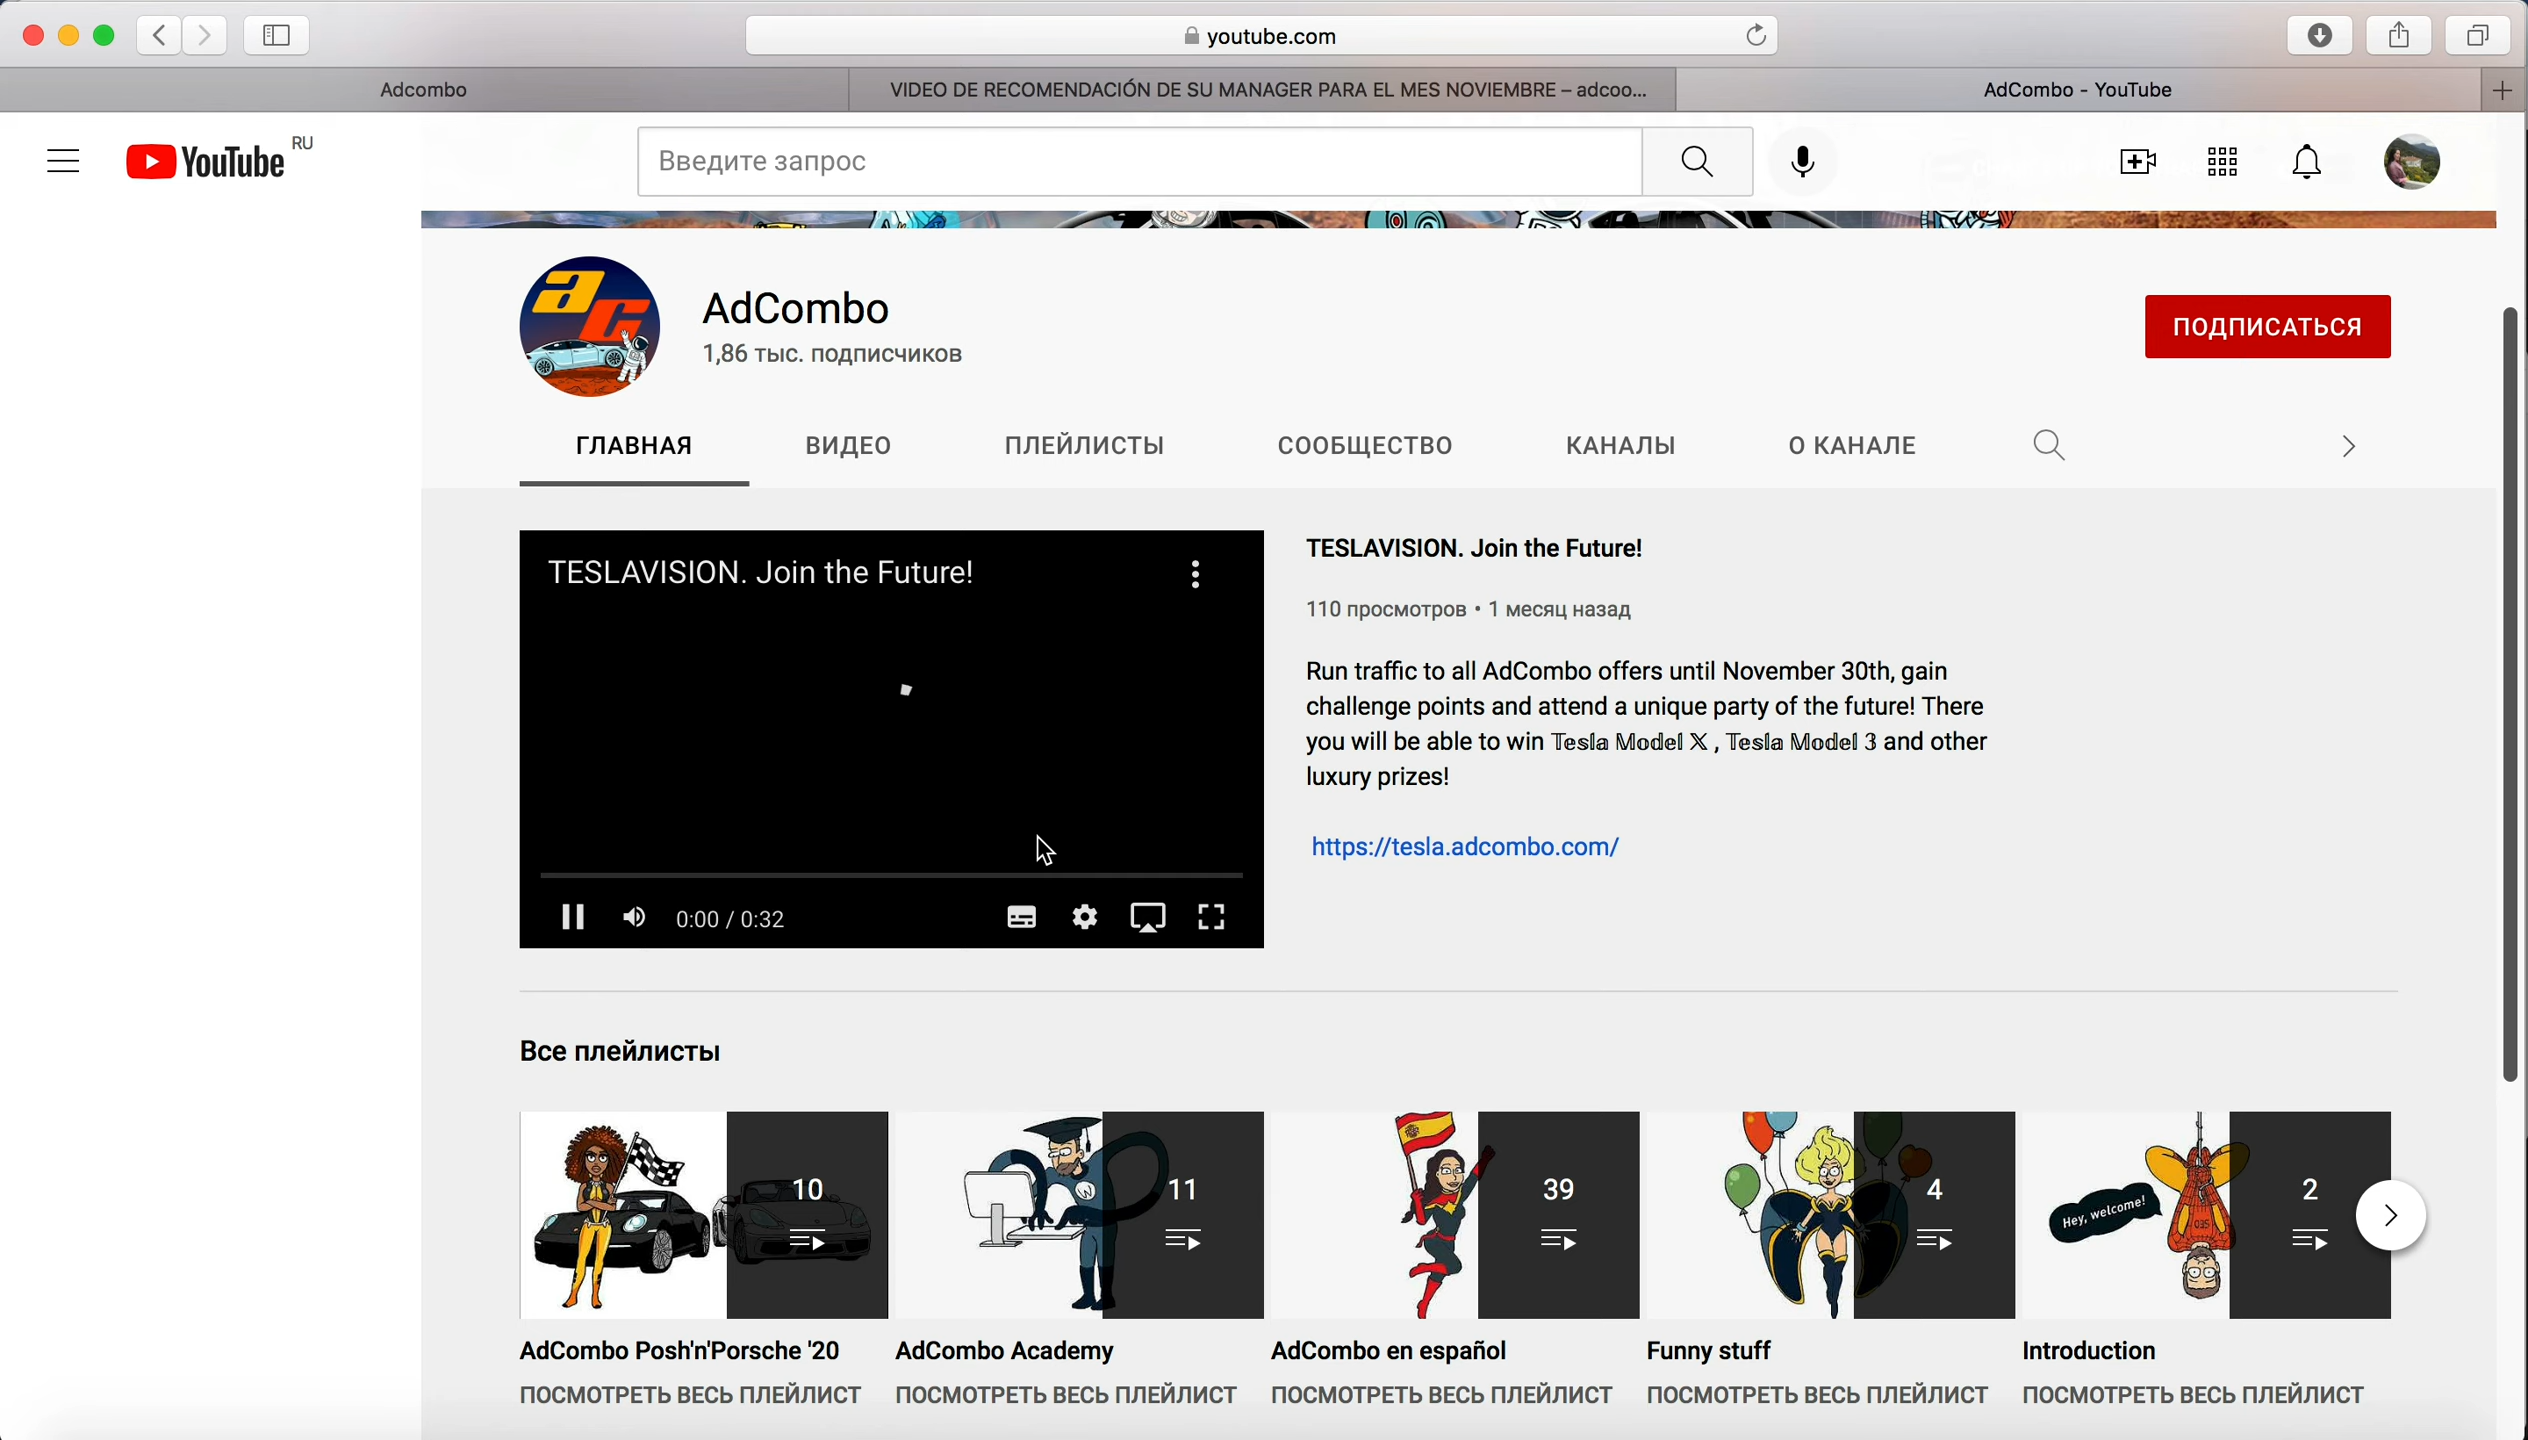 youtube.com
Adcombo
VIDEO DE RECOMENDACIÓN DE SU MANAGER PARA EL MES NOVIEMBRE – adcoo...
AdCombo - YouTube
YouTube RU
Введите запрос
ac
AdCombo
1,86 тыс. подписчиков
ПОДПИСАТЬСЯ
ГЛАВНАЯ
ВИДЕО
ПЛЕЙЛИСТЫ
СООБЩЕСТВО
КАНАЛЫ
О КАНАЛЕ
TESLAVISION. Join the Future!
0:00 / 0:32
TESLAVISION. Join the Future!
110 просмотров • 1 месяц назад
Run traffic to all AdCombo offers until November 30th, gain
challenge points and attend a unique party of the future! There
you will be able to win 𝕋𝕖𝕤𝕝𝕒 𝕄𝕠𝕕𝕖𝕝 𝕏 , 𝕋𝕖𝕤𝕝𝕒 𝕄𝕠𝕕𝕖𝕝 𝟛 and other
luxury prizes!
https://tesla.adcombo.com/
Все плейлисты
10
11
W
39
4
Hey, welcome!
SEO
2
AdCombo Posh'n'Porsche '20
AdCombo Academy
AdCombo en español
Funny stuff
Introduction
ПОСМОТРЕТЬ ВЕСЬ ПЛЕЙЛИСТ
ПОСМОТРЕТЬ ВЕСЬ ПЛЕЙЛИСТ
ПОСМОТРЕТЬ ВЕСЬ ПЛЕЙЛИСТ
ПОСМОТРЕТЬ ВЕСЬ ПЛЕЙЛИСТ
ПОСМОТРЕТЬ ВЕСЬ ПЛЕЙЛИСТ